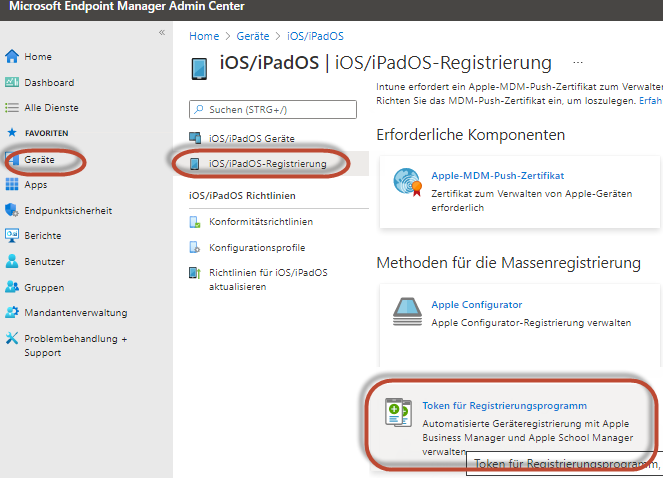 Microsoft Endpoint Manager Admin Center
«
Home
Dashboard
Alle Dienste
FAVORITEN
Geräte
Apps
Endpunktsicherheit
Berichte
Benutzer
Gruppen
Mandantenverwaltung
Problembehandlung +
Support
Home > Geräte > iOS/iPadOS
iOS/iPadOS | iOS/iPadOS-Registrierung ...
Suchen (STRG+/)
iOS/iPadOS Geräte
iOS/iPadOS-Registrierung
iOS/iPadOS Richtlinien
Konformitätsrichtlinien
Konfigurationsprofile
Richtlinien für iOS/iPadOS
aktualisieren
Intune erfordert ein Apple-MDM-Push-Zertifikat zum Verwalten
Richten Sie das MDM-Push-Zertifikat ein, um loszulegen. Erfah
Erforderliche Komponenten
Apple-MDM-Push-Zertifikat
Zertifikat zum Verwalten von Apple-Geräten
erforderlich
Methoden für die Massenregistrierung
Apple Configurator
Apple Configurator-Registrierung verwalten
Token für Registrierungsprogramm
Automatisierte Geräteregistrierung mit Apple
Business Manager und Apple School Manager
verwalten
Token für Registrierungsprogramm,